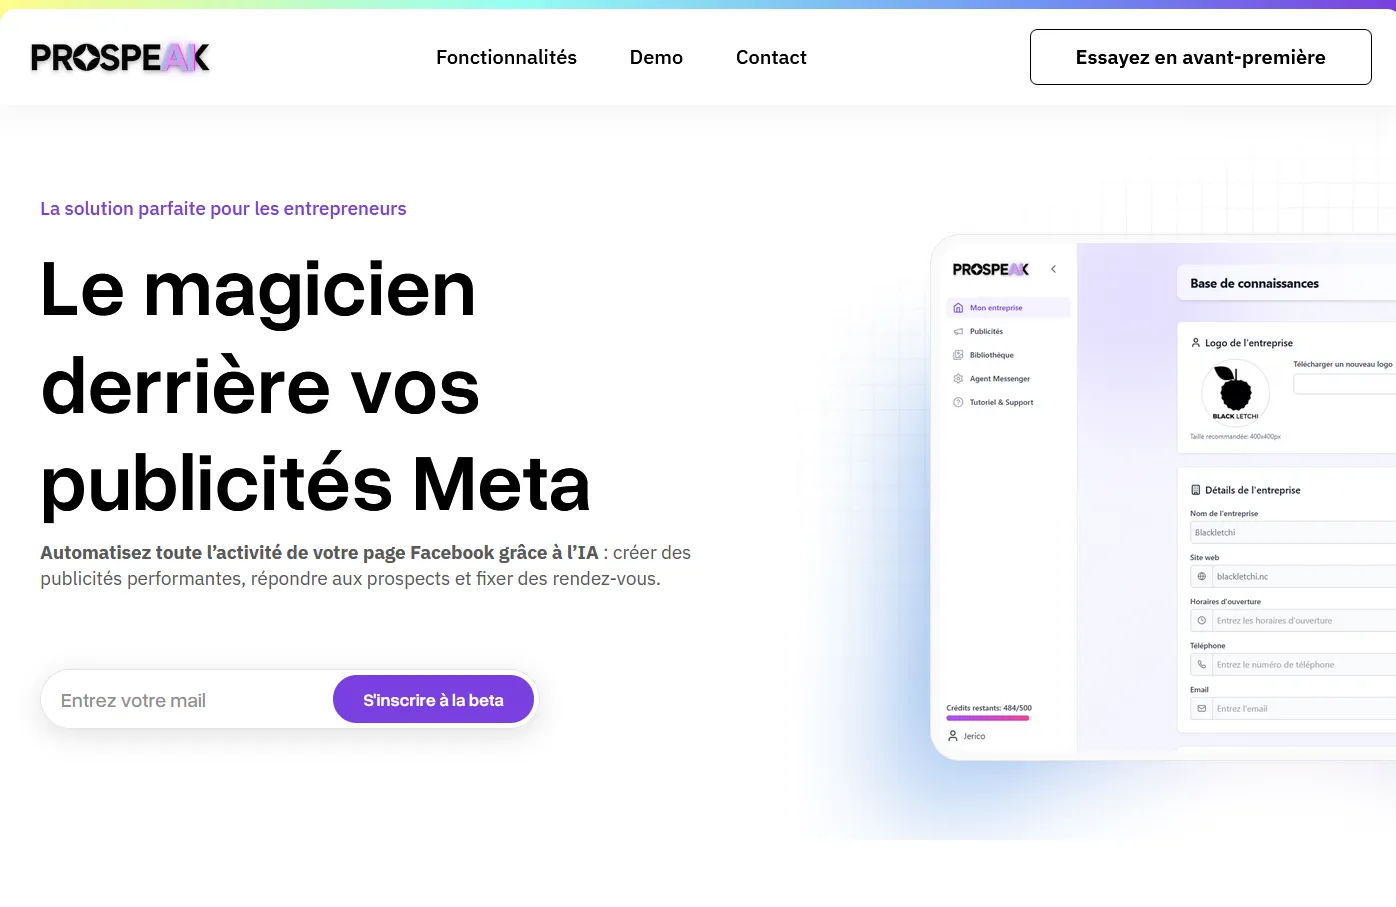 PROSPEAK
Fonctionnalités
Demo
Contact
Essayez en avant-première
La solution parfaite pour les entrepreneurs
Le magicien
derrière vos
publicités Meta
Automatisez toute l’activité de votre page Facebook grâce à l’IA : créer des
publicités performantes, répondre aux prospects et fixer des rendez-vous.
Entrez votre mail
S'inscrire à la beta
PROSPEAK
Mon entreprise
Publicités
Bibliothèque
Agent Messenger
Tutoriel & Support
Crédits restants: 484/500
Jerico
Base de connaissances
Logo de l'entreprise
BLACK LETCHI
Télécharger un nouveau logo
Taille recommandée: 400x400px
Détails de l'entreprise
Nom de l'entreprise
Blackletchi
Site web
blackletchi.nc
Horaires d'ouverture
Entrez les horaires d'ouverture
Téléphone
Entrez le numéro de téléphone
Email
Entrez l'email